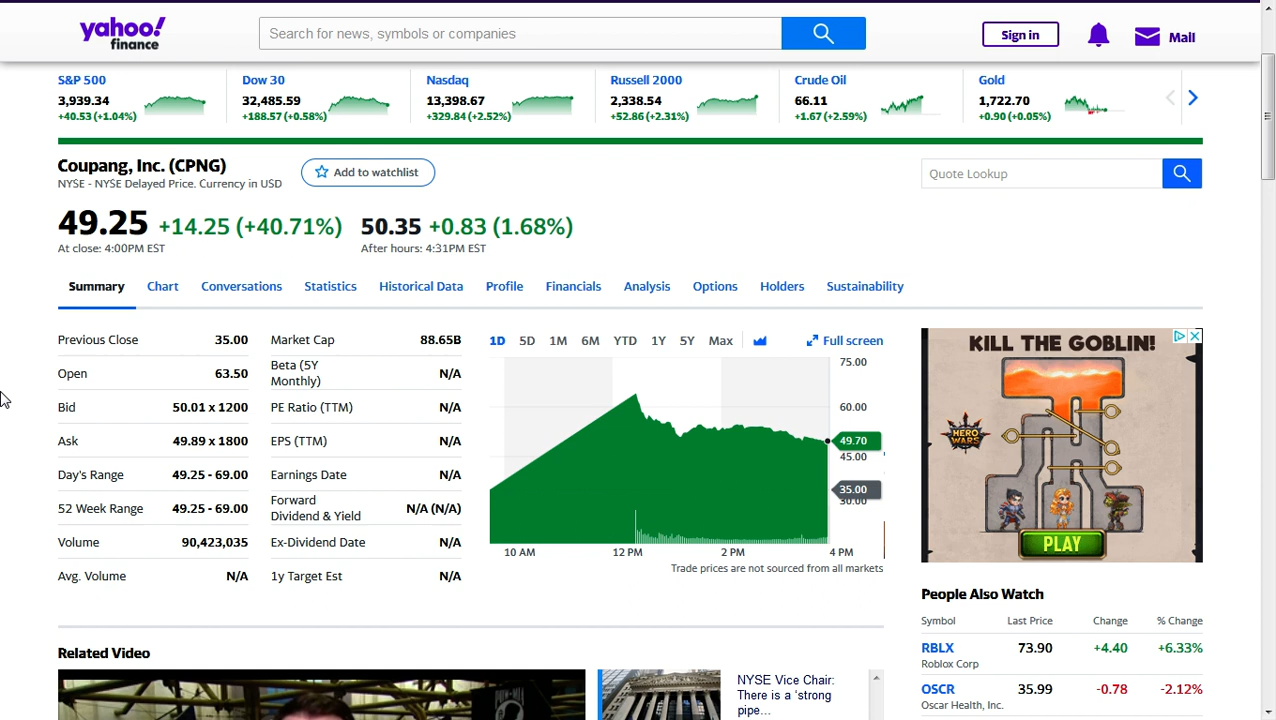 yahoo!
finance
Search for news, symbols or companies
Sign in
Mail
S&P 500
3,939.34
+40.53 (+1.04%)
Dow 30
32,485.59
+188.57 (+0.58%)
Nasdaq
13,398.67
+329.84 (+2.52%)
Russell 2000
2,338.54
+52.86 (+2.31%)
Crude Oil
66.11
+1.67 (+2.59%)
Gold
1,722.70
+0.90 (+0.05%)
Coupang, Inc. (CPNG)
NYSE - NYSE Delayed Price. Currency in USD
Add to watchlist
Quote Lookup
49.25 +14.25 (+40.71%)
At close: 4:00PM EST
50.35 +0.83 (1.68%)
After hours: 4:31PM EST
Summary Chart Conversations Statistics Historical Data Profile Financials Analysis Options Holders Sustainability
Previous Close 35.00
Open 63.50
Bid 50.01 x 1200
Ask 49.89 x 1800
Day's Range 49.25 - 69.00
52 Week Range 49.25 - 69.00
Volume 90,423,035
Avg. Volume N/A
Market Cap 88.65B
Beta (5Y
Monthly) N/A
PE Ratio (TTM) N/A
EPS (TTM) N/A
Earnings Date N/A
Forward
Dividend & Yield N/A (N/A)
Ex-Dividend Date N/A
1y Target Est N/A
1D 5D 1M 6M YTD 1Y 5Y Max Full screen
75.00
60.00
49.70
45.00
35.00
30.00
10 AM 12 PM 2 PM 4 PM
Trade prices are not sourced from all markets
KILL THE GOBLIN!
HERO
WARS
PLAY
People Also Watch
Symbol Last Price Change % Change
RBLX 73.90 +4.40 +6.33%
Roblox Corp
OSCR 35.99 -0.78 -2.12%
Oscar Health, Inc.
Related Video
NYSE Vice Chair:
There is a 'strong
pipe...